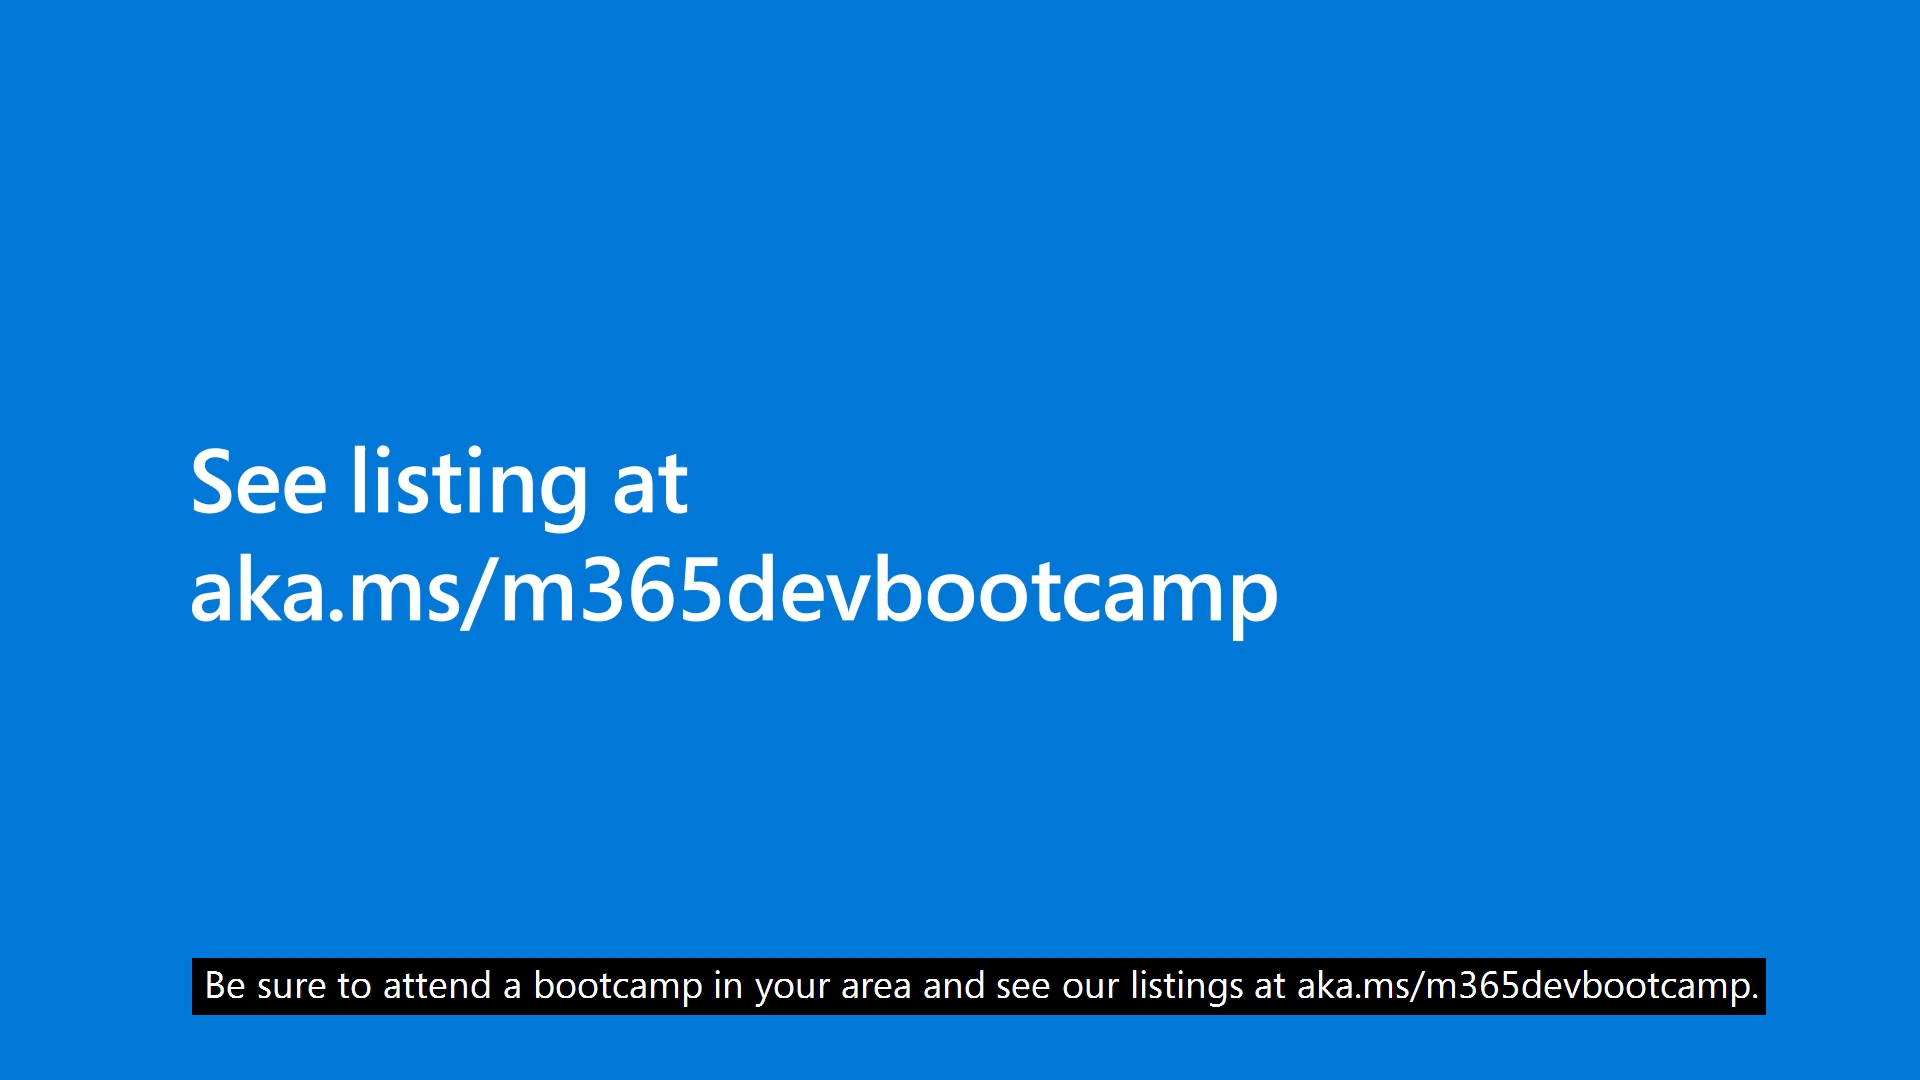 See listing at
aka.ms/m365devbootcamp
Be sure to attend a bootcamp in your area and see our listings at aka.ms/m365devbootcamp.